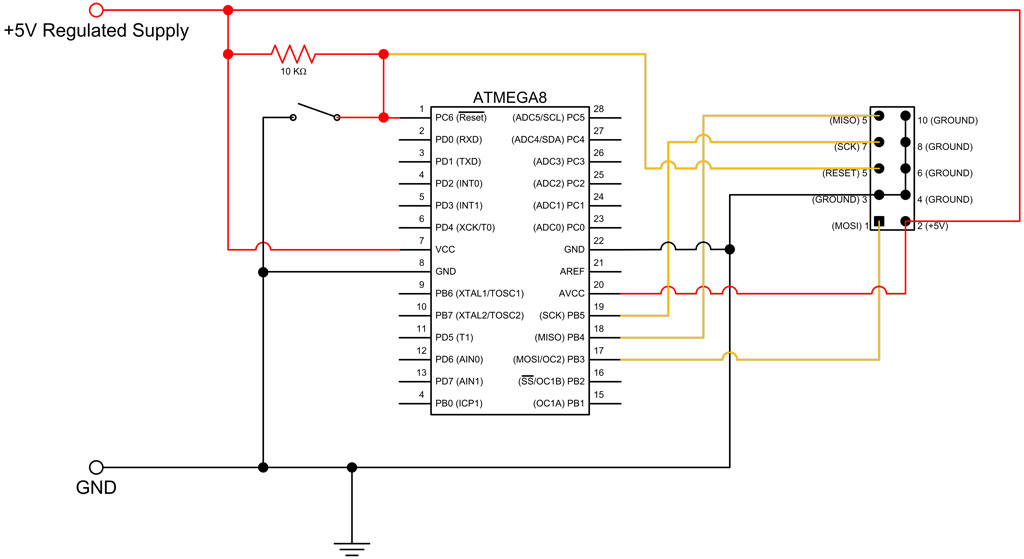 +5V Regulated Supply
10 KΩ
ATMEGA8
1 PC6 (Reset) (ADC5/SCL) PC5 28
2 PD0 (RXD) (ADC4/SDA) PC4 27
3 PD1 (TXD) (ADC3) PC3 26
4 PD2 (INT0) (ADC2) PC2 25
5 PD3 (INT1) (ADC1) PC1 24
6 PD4 (XCK/T0) (ADC0) PC0 23
7 VCC GND 22
8 GND AREF 21
9 PB6 (XTAL1/TOSC1) AVCC 20
10 PB7 (XTAL2/TOSC2) (SCK) PB5 19
11 PD5 (T1) (MISO) PB4 18
12 PD6 (AIN0) (MOSI/OC2) PB3 17
13 PD7 (AIN1) (SS/OC1B) PB2 16
4 PB0 (ICP1) (OC1A) PB1 15
(MISO) 5 10 (GROUND)
(SCK) 7 8 (GROUND)
(RESET) 5 6 (GROUND)
(GROUND) 3 4 (GROUND)
(MOSI) 1 2 (+5V)
GND